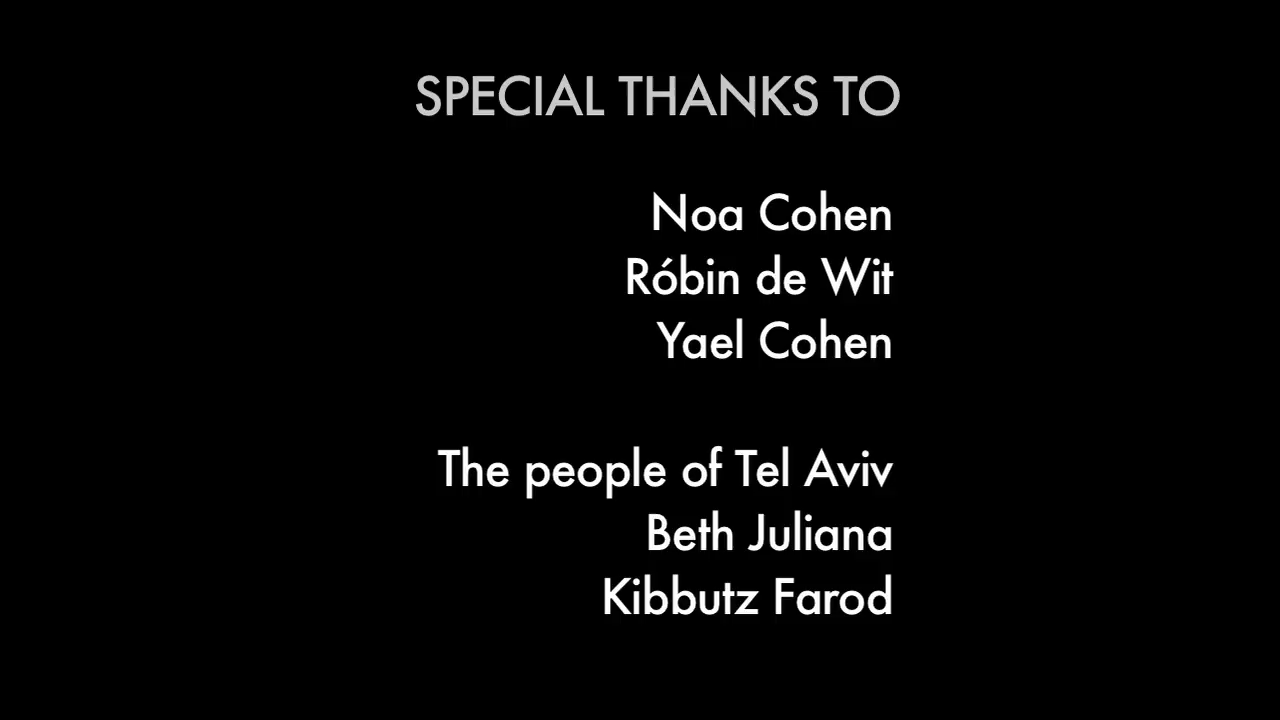 SPECIAL THANKS TO
Noa Cohen
Róbin de Wit
Yael Cohen
The people of Tel Aviv
Beth Juliana
Kibbutz Farod